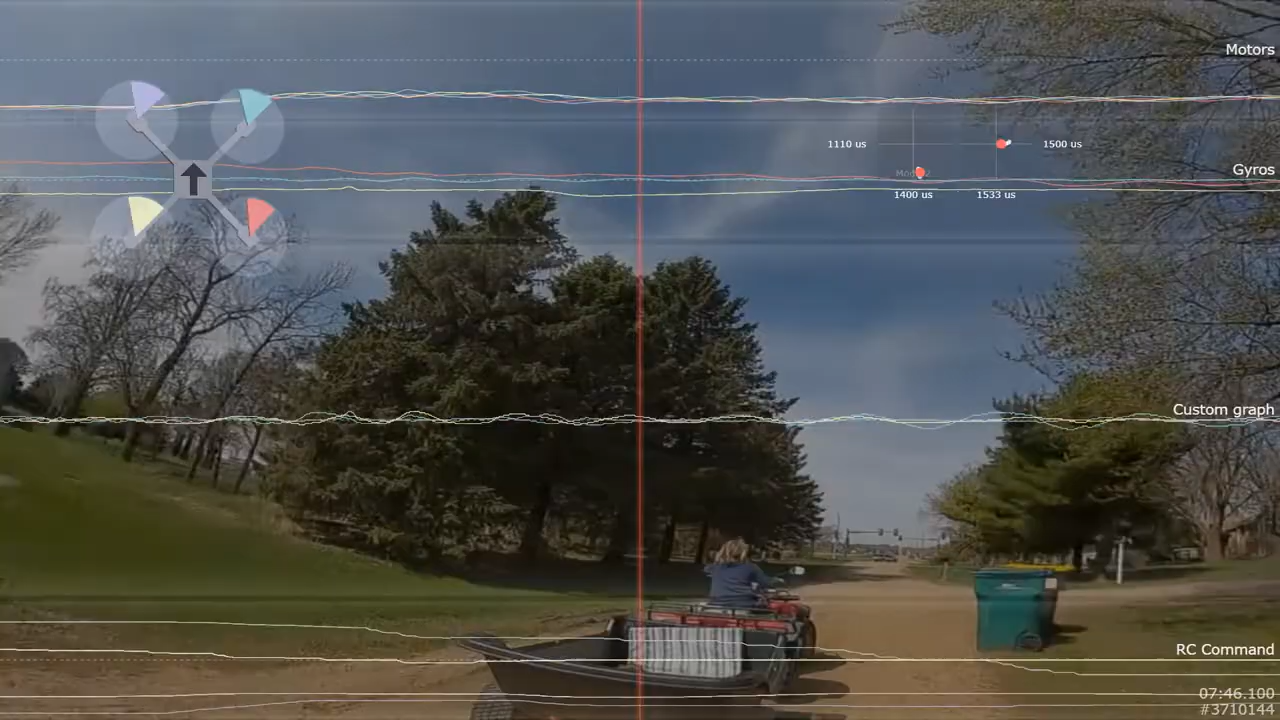 Motors
1110 us
1500 us
Gyros
1400 us
1533 us
Custom graph
RC Command
07:46.100
#3710144